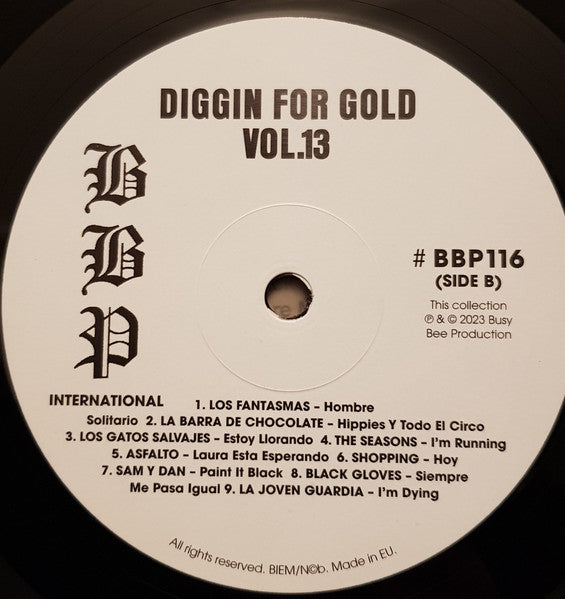 DIGGIN FOR GOLD
VOL.13
B
B
P
# BBP116
(SIDE B)
This collection
℗ & © 2023 Busy
Bee Production
INTERNATIONAL
1. LOS FANTASMAS – Hombre
Solitario 2. LA BARRA DE CHOCOLATE – Hippies Y Todo El Circo
3. LOS GATOS SALVAJES – Estoy Llorando 4. THE SEASONS – I'm Running
5. ASFALTO – Laura Esta Esperando 6. SHOPPING – Hoy
7. SAM Y DAN – Paint It Black 8. BLACK GLOVES – Siempre
Me Pasa Igual 9. LA JOVEN GUARDIA – I'm Dying
All rights reserved. BIEM/N©b. Made in EU.